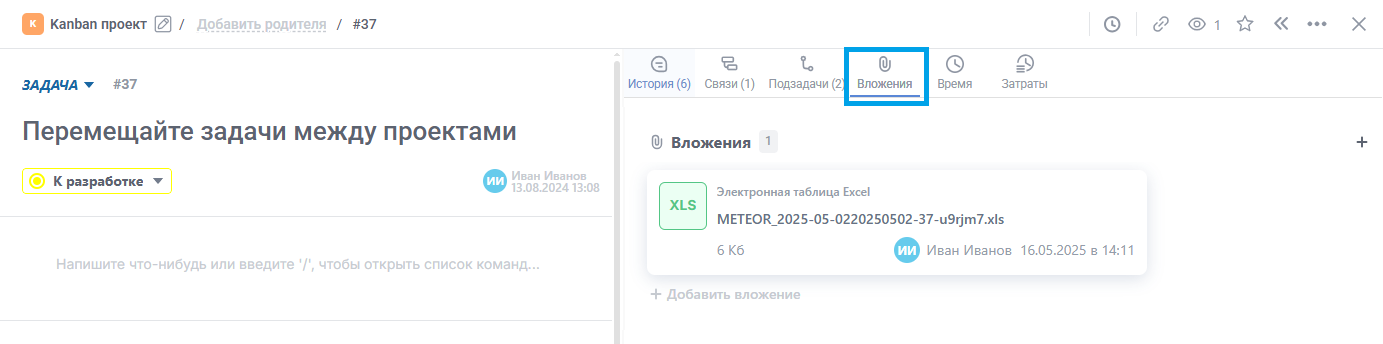 К Kanban проект / Добавить родителя / #37
1
ЗАДАЧА #37
Перемещайте задачи между проектами
К разработке
ИИ Иван Иванов
13.08.2024 13:08
Напишите что-нибудь или введите '/', чтобы открыть список команд...
История (6) Связи (1) Подзадачи (2) Вложения Время Затраты
Вложения 1 +
XLS
Электронная таблица Excel
METEOR_2025-05-0220250502-37-u9rjm7.xls
6 Кб ИИ Иван Иванов 16.05.2025 в 14:11
+ Добавить вложение